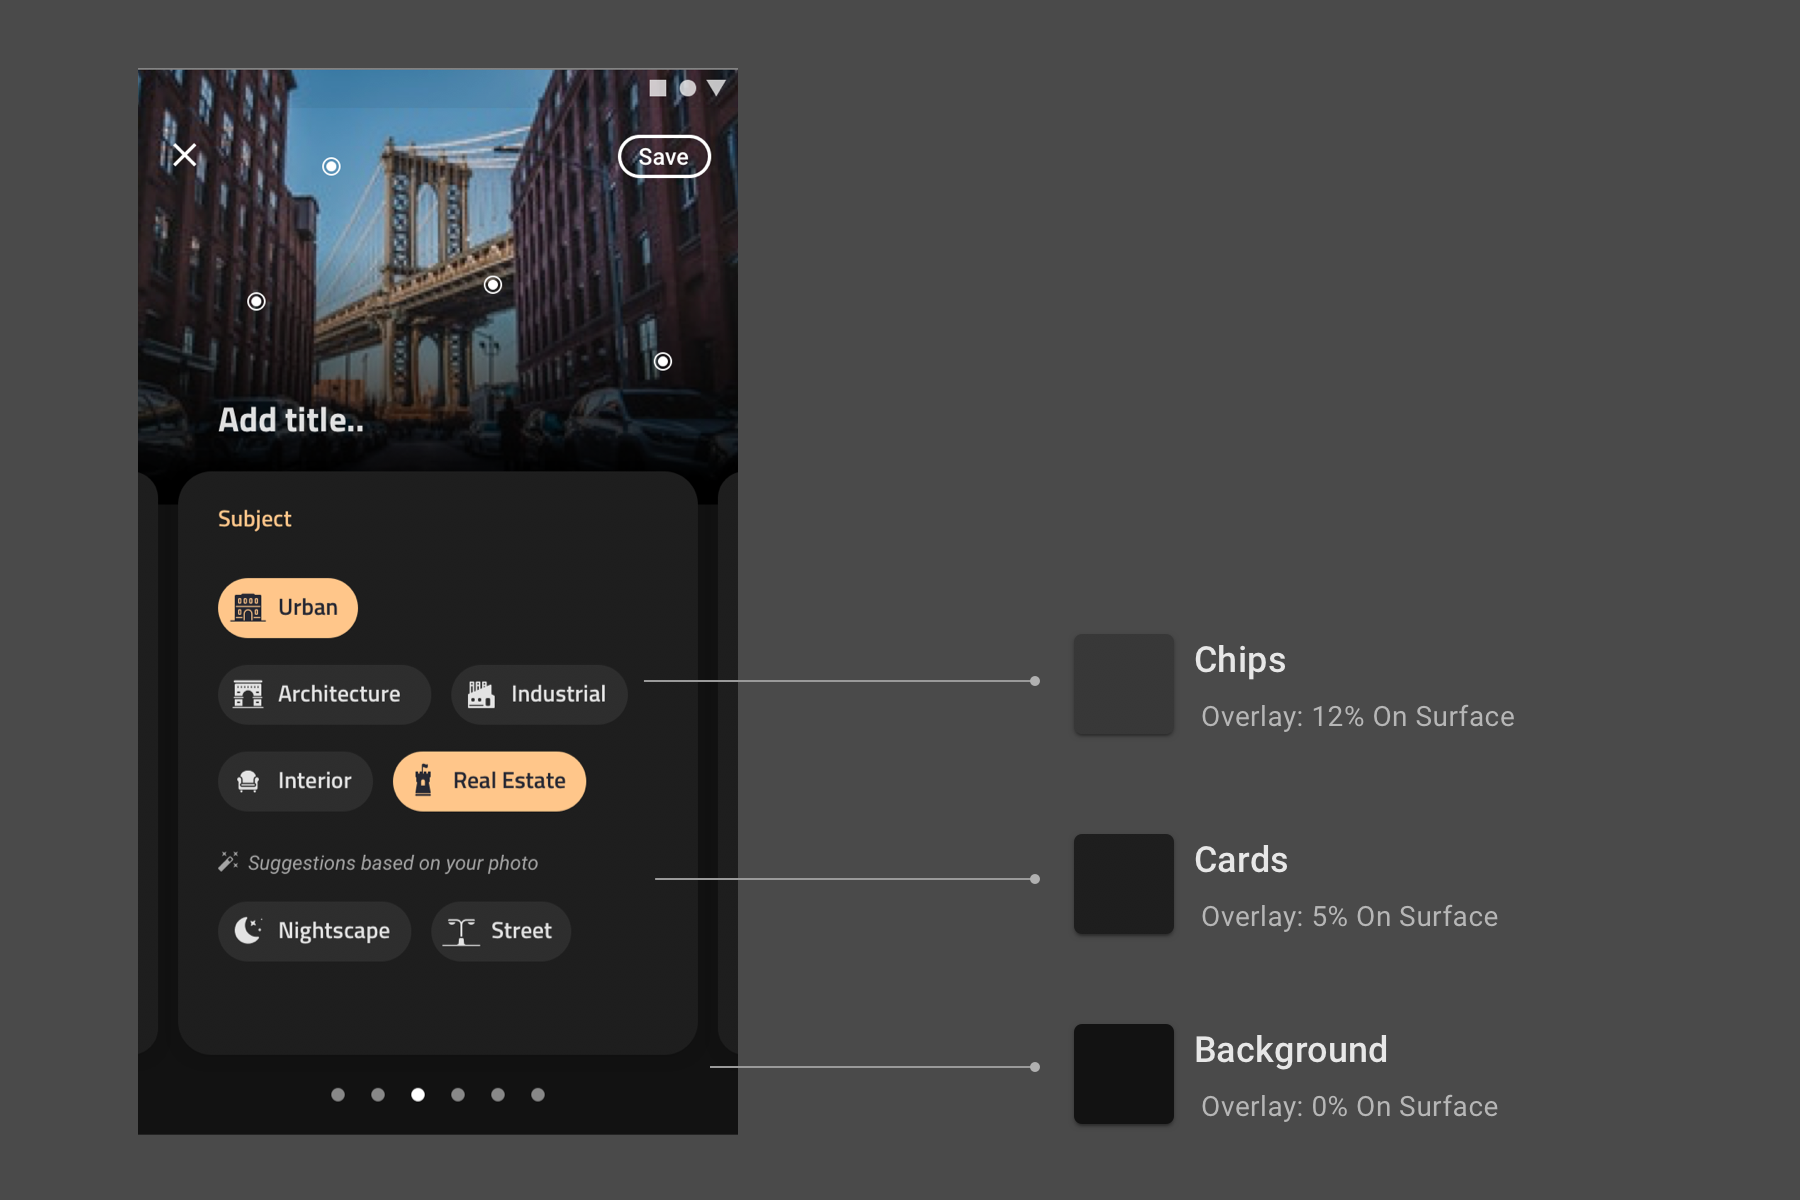 Save
Add title..
Subject
Urban
Architecture
Industrial
Interior
Real Estate
Suggestions based on your photo
Nightscape
Street
Chips
Overlay: 12% On Surface
Cards
Overlay: 5% On Surface
Background
Overlay: 0% On Surface